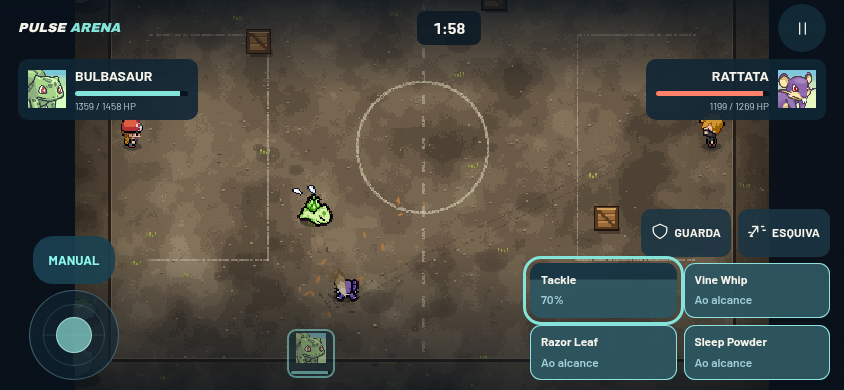 PULSE ARENA
1:58
BULBASAUR
1359 / 1458 HP
RATTATA
1199 / 1269 HP
GUARDA
ESQUIVA
MANUAL
Tackle
70%
Vine Whip
Ao alcance
Razor Leaf
Ao alcance
Sleep Powder
Ao alcance